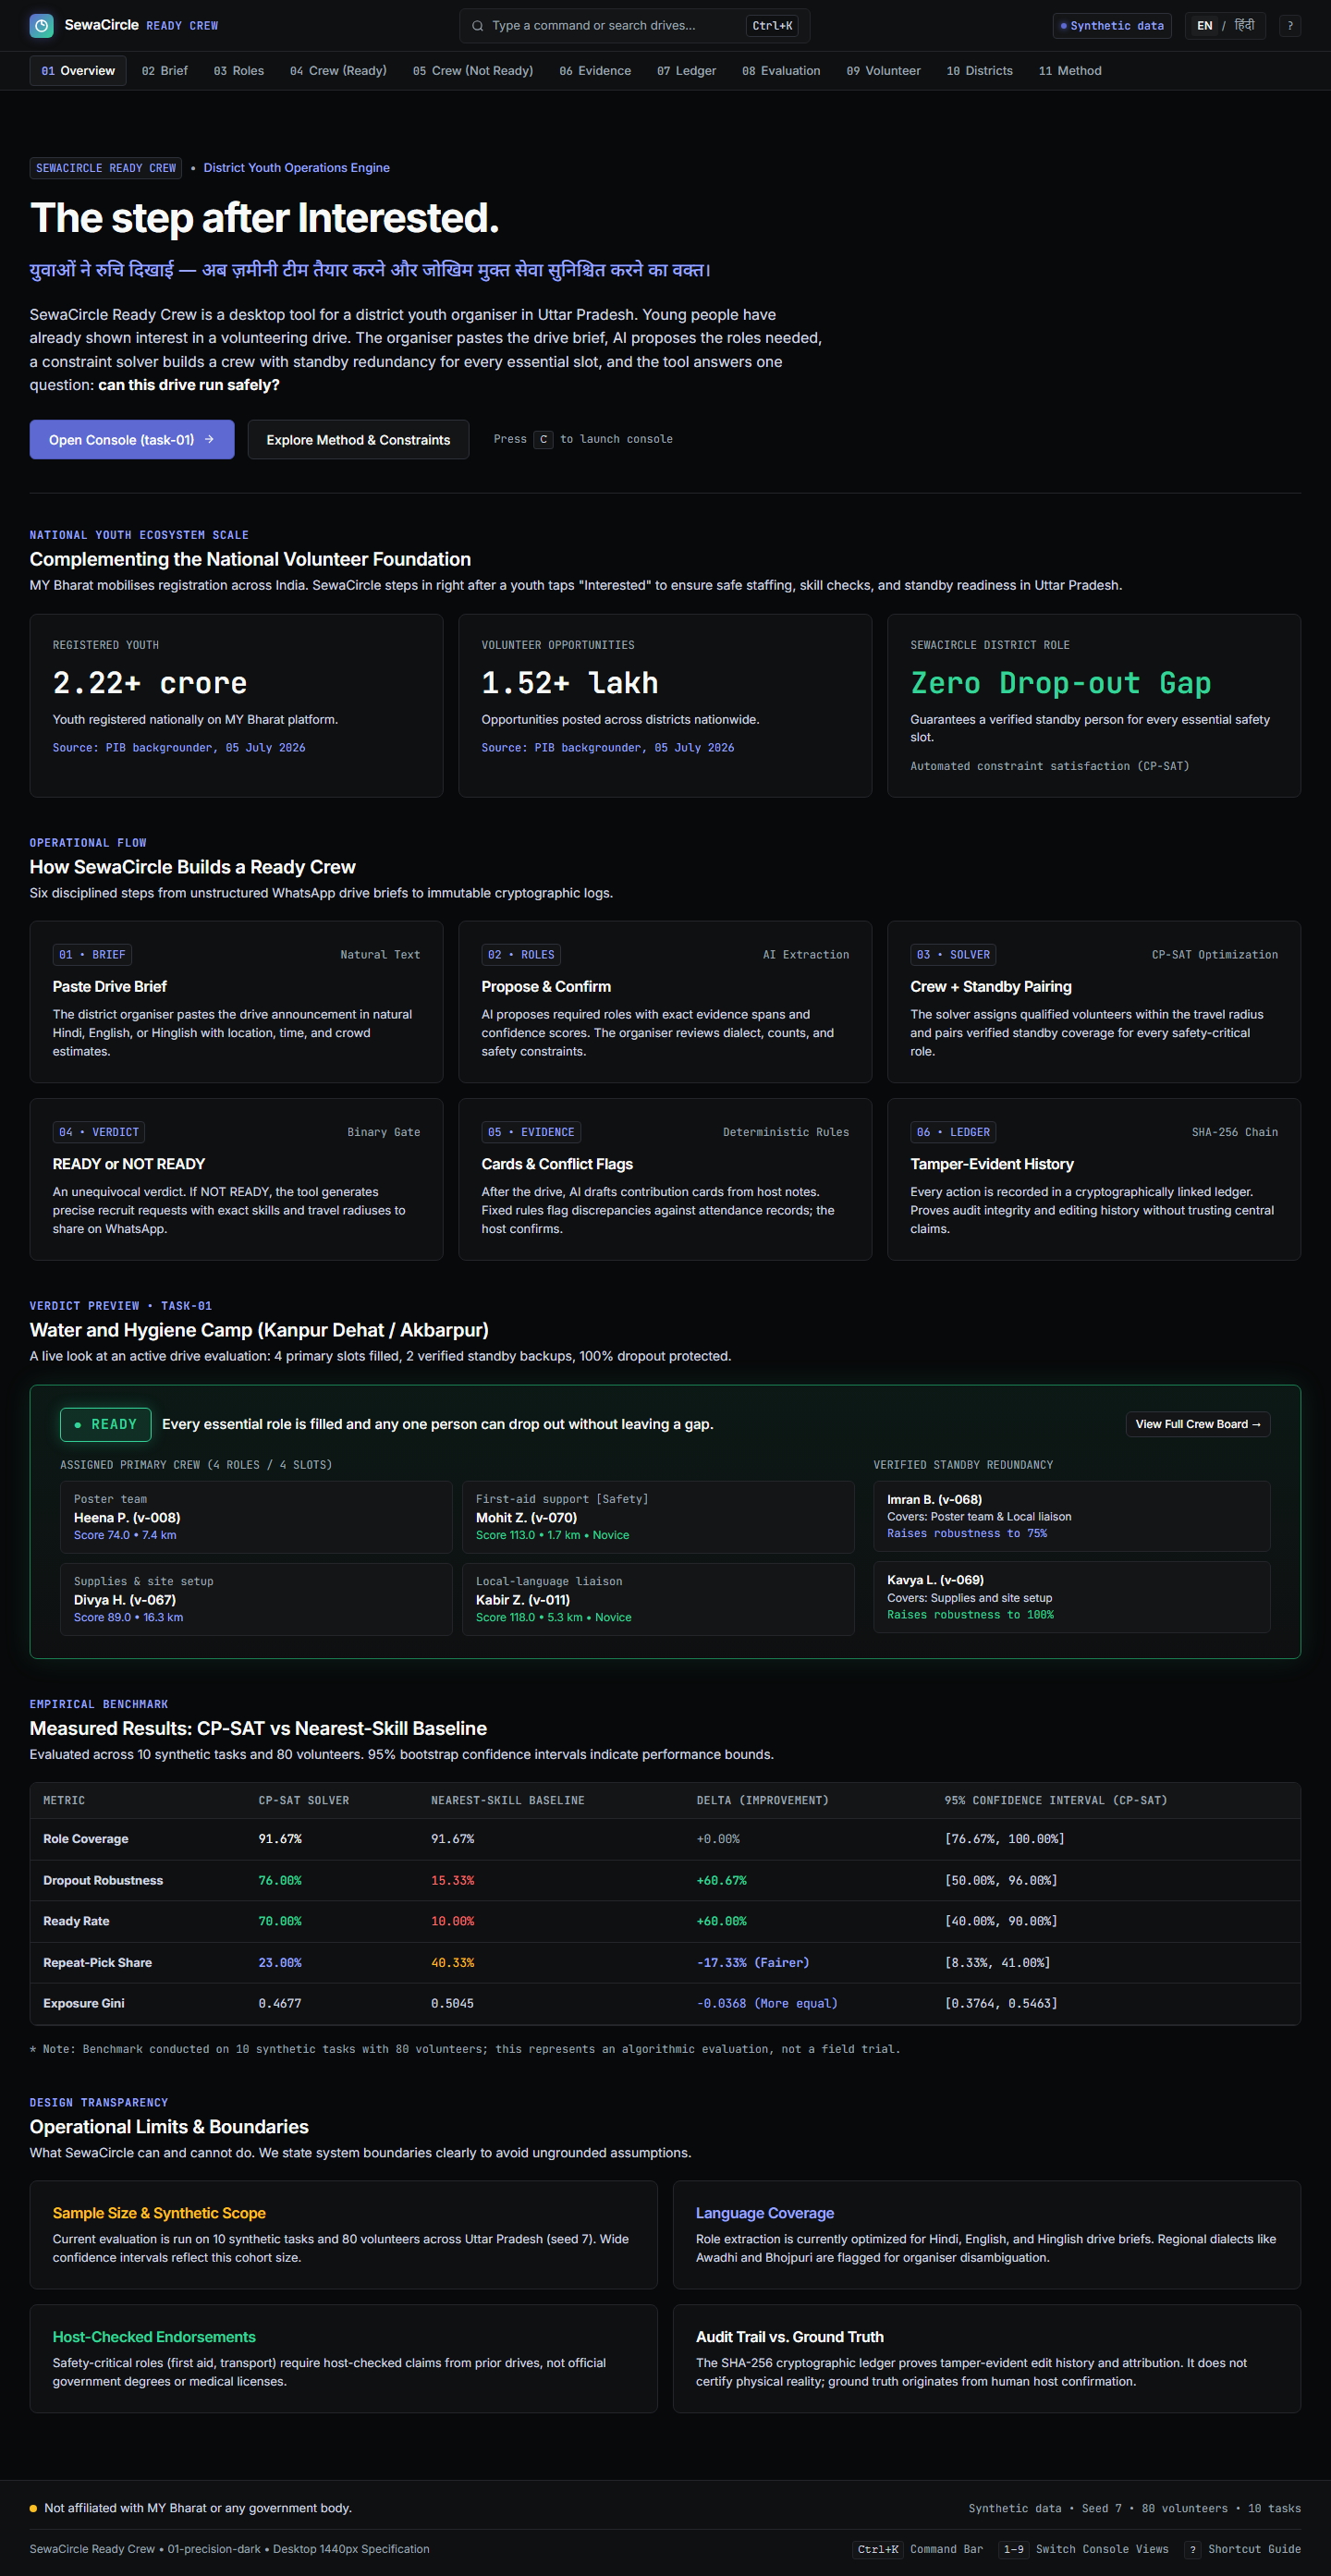 SewaCircle READY CREW
Type a command or search drives... Ctrl+K
Synthetic data
EN / हिंदी
?
01 Overview 02 Brief 03 Roles 04 Crew (Ready) 05 Crew (Not Ready) 06 Evidence 07 Ledger 08 Evaluation 09 Volunteer 10 Districts 11 Method
SEWACIRCLE READY CREW • District Youth Operations Engine
The step after Interested.
युवाओं ने रुचि दिखाई — अब ज़मीनी टीम तैयार करने और जोखिम मुक्त सेवा सुनिश्चित करने का वक्त।
SewaCircle Ready Crew is a desktop tool for a district youth organiser in Uttar Pradesh. Young people have
already shown interest in a volunteering drive. The organiser pastes the drive brief, AI proposes the roles needed,
a constraint solver builds a crew with standby redundancy for every essential slot, and the tool answers one
question: can this drive run safely?
Open Console (task-01) →
Explore Method & Constraints
Press C to launch console
NATIONAL YOUTH ECOSYSTEM SCALE
Complementing the National Volunteer Foundation
MY Bharat mobilises registration across India. SewaCircle steps in right after a youth taps "Interested" to ensure safe staffing, skill checks, and standby readiness in Uttar Pradesh.
REGISTERED YOUTH
2.22+ crore
Youth registered nationally on MY Bharat platform.
Source: PIB backgrounder, 05 July 2026
VOLUNTEER OPPORTUNITIES
1.52+ lakh
Opportunities posted across districts nationwide.
Source: PIB backgrounder, 05 July 2026
SEWACIRCLE DISTRICT ROLE
Zero Drop-out Gap
Guarantees a verified standby person for every essential safety
slot.
Automated constraint satisfaction (CP-SAT)
OPERATIONAL FLOW
How SewaCircle Builds a Ready Crew
Six disciplined steps from unstructured WhatsApp drive briefs to immutable cryptographic logs.
01 • BRIEF Natural Text
Paste Drive Brief
The district organiser pastes the drive announcement in natural
Hindi, English, or Hinglish with location, time, and crowd
estimates.
02 • ROLES AI Extraction
Propose & Confirm
AI proposes required roles with exact evidence spans and
confidence scores. The organiser reviews dialect, counts, and
safety constraints.
03 • SOLVER CP-SAT Optimization
Crew + Standby Pairing
The solver assigns qualified volunteers within the travel radius
and pairs verified standby coverage for every safety-critical
role.
04 • VERDICT Binary Gate
READY or NOT READY
An unequivocal verdict. If NOT READY, the tool generates
precise recruit requests with exact skills and travel radiuses to
share on WhatsApp.
05 • EVIDENCE Deterministic Rules
Cards & Conflict Flags
After the drive, AI drafts contribution cards from host notes.
Fixed rules flag discrepancies against attendance records; the
host confirms.
06 • LEDGER SHA-256 Chain
Tamper-Evident History
Every action is recorded in a cryptographically linked ledger.
Proves audit integrity and editing history without trusting central
claims.
VERDICT PREVIEW • TASK-01
Water and Hygiene Camp (Kanpur Dehat / Akbarpur)
A live look at an active drive evaluation: 4 primary slots filled, 2 verified standby backups, 100% dropout protected.
● READY Every essential role is filled and any one person can drop out without leaving a gap.
View Full Crew Board →
ASSIGNED PRIMARY CREW (4 ROLES / 4 SLOTS)
Poster team
Heena P. (v-008)
Score 74.0 • 7.4 km
First-aid support [Safety]
Mohit Z. (v-070)
Score 113.0 • 1.7 km • Novice
Supplies & site setup
Divya H. (v-067)
Score 89.0 • 16.3 km
Local-language liaison
Kabir Z. (v-011)
Score 118.0 • 5.3 km • Novice
VERIFIED STANDBY REDUNDANCY
Imran B. (v-068)
Covers: Poster team & Local liaison
Raises robustness to 75%
Kavya L. (v-069)
Covers: Supplies and site setup
Raises robustness to 100%
EMPIRICAL BENCHMARK
Measured Results: CP-SAT vs Nearest-Skill Baseline
Evaluated across 10 synthetic tasks and 80 volunteers. 95% bootstrap confidence intervals indicate performance bounds.
METRIC CP-SAT SOLVER NEAREST-SKILL BASELINE DELTA (IMPROVEMENT) 95% CONFIDENCE INTERVAL (CP-SAT)
Role Coverage 91.67% 91.67% +0.00% [76.67%, 100.00%]
Dropout Robustness 76.00% 15.33% +60.67% [50.00%, 96.00%]
Ready Rate 70.00% 10.00% +60.00% [40.00%, 90.00%]
Repeat-Pick Share 23.00% 40.33% -17.33% (Fairer) [8.33%, 41.00%]
Exposure Gini 0.4677 0.5045 -0.0368 (More equal) [0.3764, 0.5463]
* Note: Benchmark conducted on 10 synthetic tasks with 80 volunteers; this represents an algorithmic evaluation, not a field trial.
DESIGN TRANSPARENCY
Operational Limits & Boundaries
What SewaCircle can and cannot do. We state system boundaries clearly to avoid ungrounded assumptions.
Sample Size & Synthetic Scope
Current evaluation is run on 10 synthetic tasks and 80 volunteers across Uttar Pradesh (seed 7). Wide
confidence intervals reflect this cohort size.
Language Coverage
Role extraction is currently optimized for Hindi, English, and Hinglish drive briefs. Regional dialects like
Awadhi and Bhojpuri are flagged for organiser disambiguation.
Host-Checked Endorsements
Safety-critical roles (first aid, transport) require host-checked claims from prior drives, not official
government degrees or medical licenses.
Audit Trail vs. Ground Truth
The SHA-256 cryptographic ledger proves tamper-evident edit history and attribution. It does not
certify physical reality; ground truth originates from human host confirmation.
Not affiliated with MY Bharat or any government body.
Synthetic data • Seed 7 • 80 volunteers • 10 tasks
SewaCircle Ready Crew • 01-precision-dark • Desktop 1440px Specification
Ctrl+K Command Bar 1–9 Switch Console Views ? Shortcut Guide